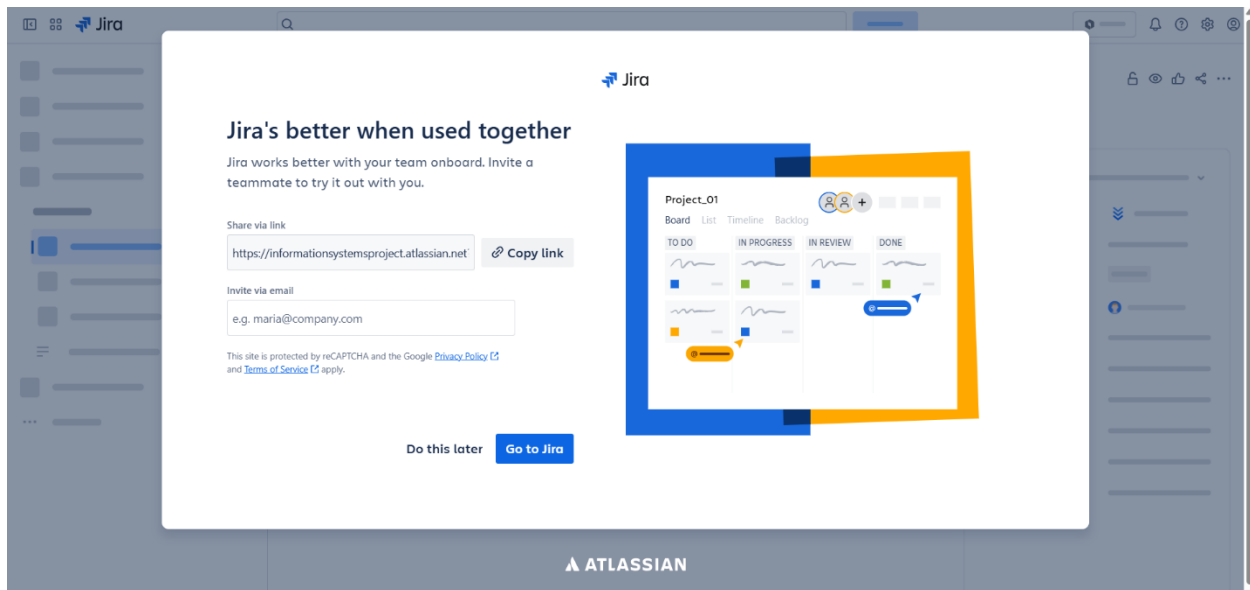 Jira
Jira
Jira's better when used together
Jira works better with your team onboard. Invite a
teammate to try it out with you.
Share via link
https://informationsystemsproject.atlassian.net
Copy link
Invite via email
e.g. maria@company.com
This site is protected by reCAPTCHA and the Google Privacy Policy
and Terms of Service apply.
Do this later
Go to Jira
Project_01
Board List Timeline Backlog
TO DO IN PROGRESS IN REVIEW DONE
ATLASSIAN